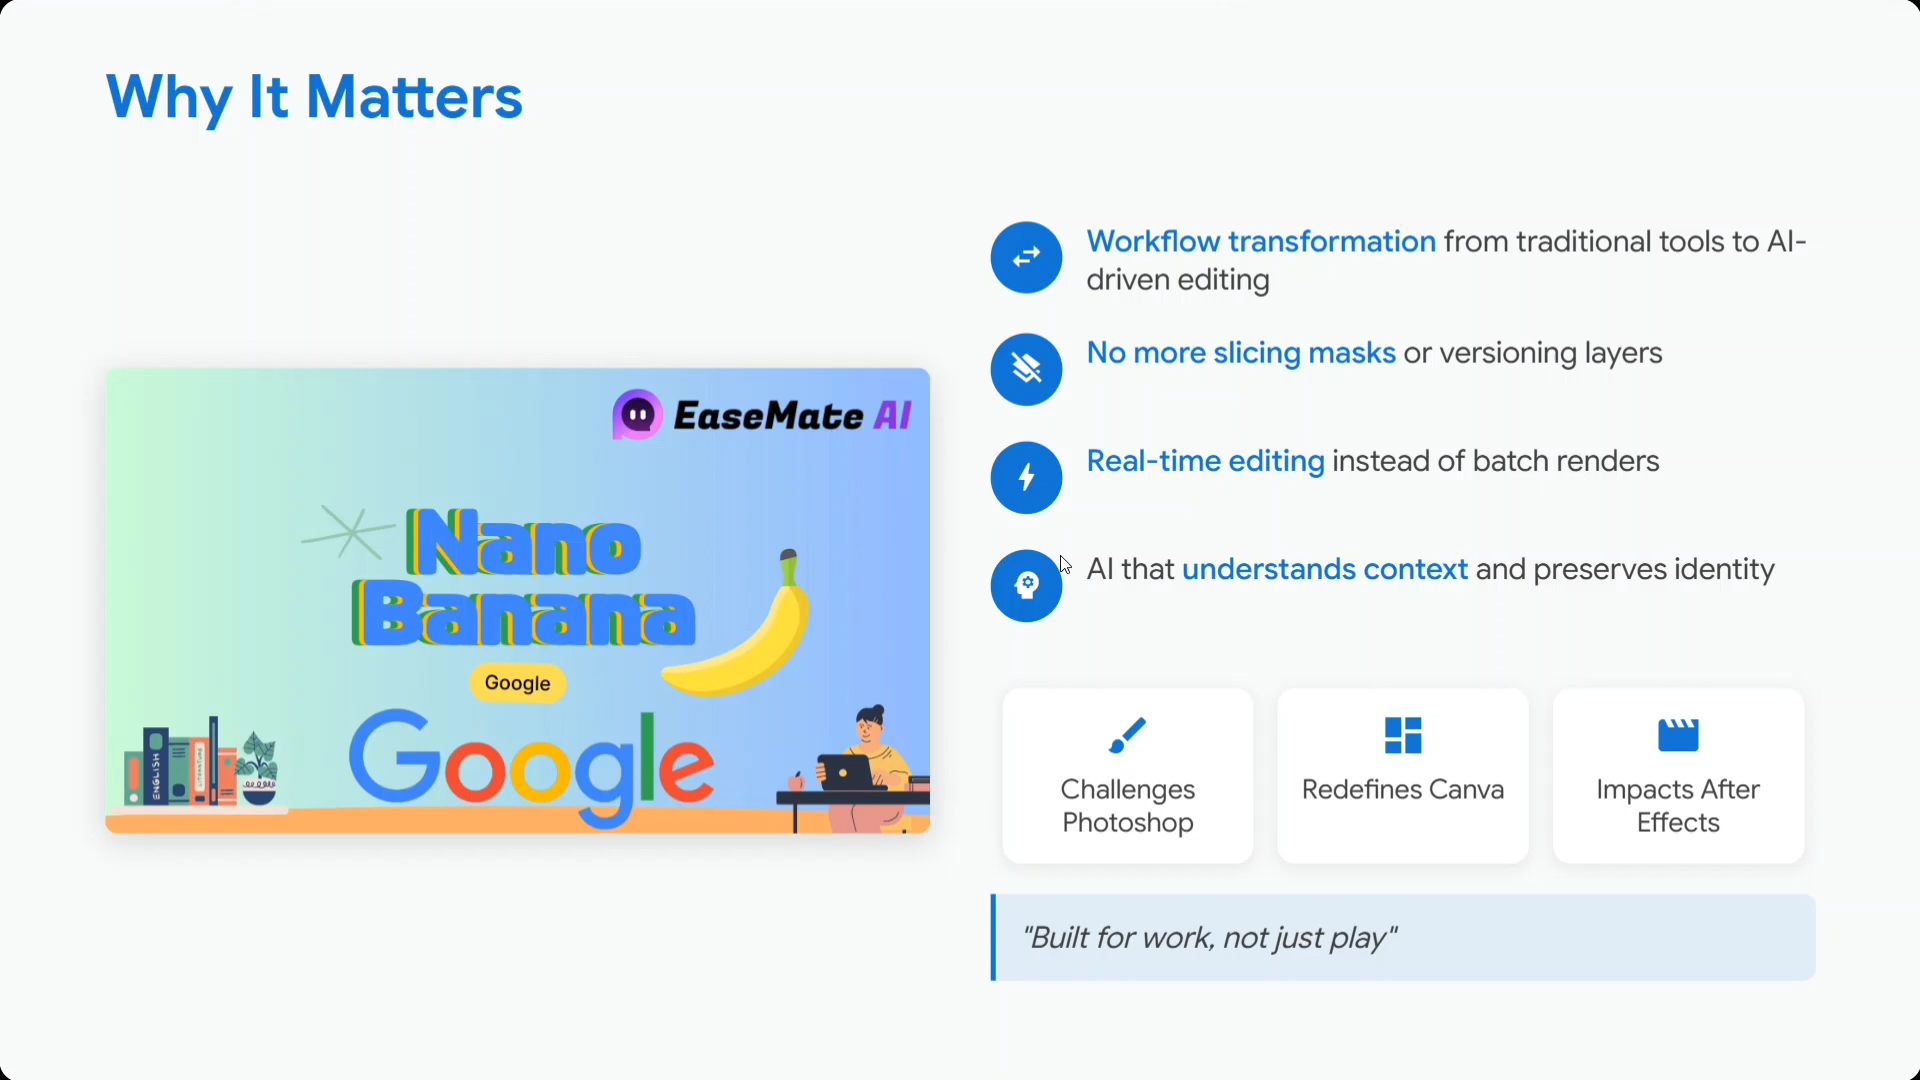 Why It Matters
EaseMate AI
Nano
Banana
Google
Google
ENGLISH
LITERATURE
Workflow transformation from traditional tools to AI-
driven editing
No more slicing masks or versioning layers
Real-time editing instead of batch renders
AI that understands context and preserves identity
Challenges
Photoshop
Redefines Canva
Impacts After
Effects
"Built for work, not just play"